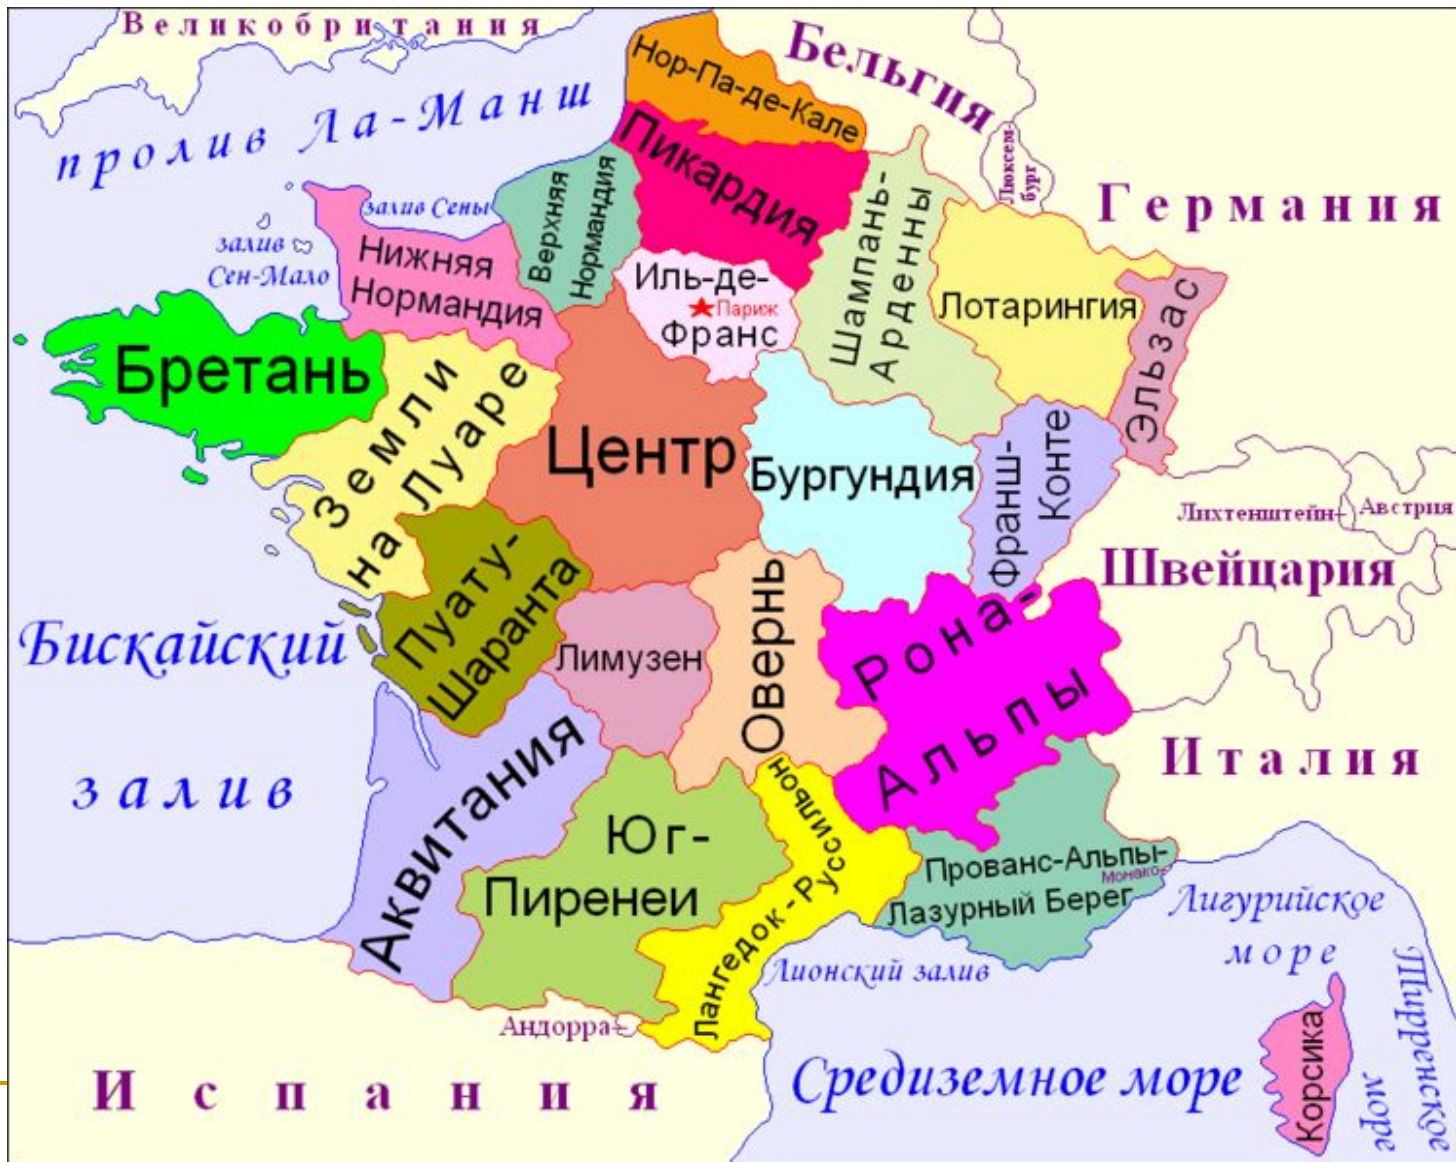 Великобритания
пролив Ла-Манш
Нор-Па-де-Кале
Бельгия
Пикардия
Люксем-
бург
Германия
залив Сены
залив
Сен-Мало
Нижняя
Нормандия
Верхняя
Нормандия
Иль-де-
Париж
Франс
Шампань-
Арденны
Лотарингия
Эльзас
Бретань
Земли
на Луаре
Центр
Бургундия
Франш-
Конте
Лихтенштейн
Австрия
Швейцария
Бискайский
залив
Пуату-
Шаранта
Лимузен
Овернь
Рона-
Альпы
Италия
Аквитания
Юг-
Пиренеи
Лангедок-Руссильон
Прованс-Альпы-
Монако
Лазурный Берег
Лигурийское
море
Лионский залив
Андорра
Испания
Средиземное море
Корсика
Тирренское
море